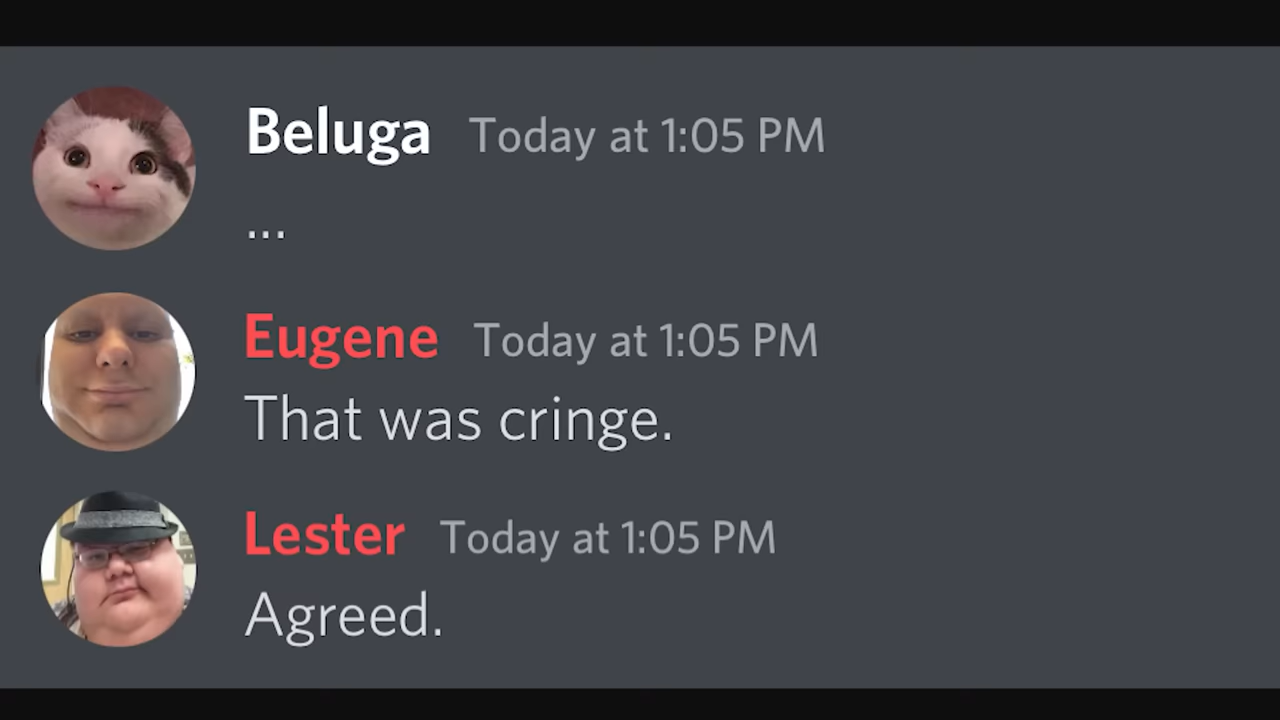 Beluga Today at 1:05 PM
...
Eugene Today at 1:05 PM
That was cringe.
Lester Today at 1:05 PM
Agreed.